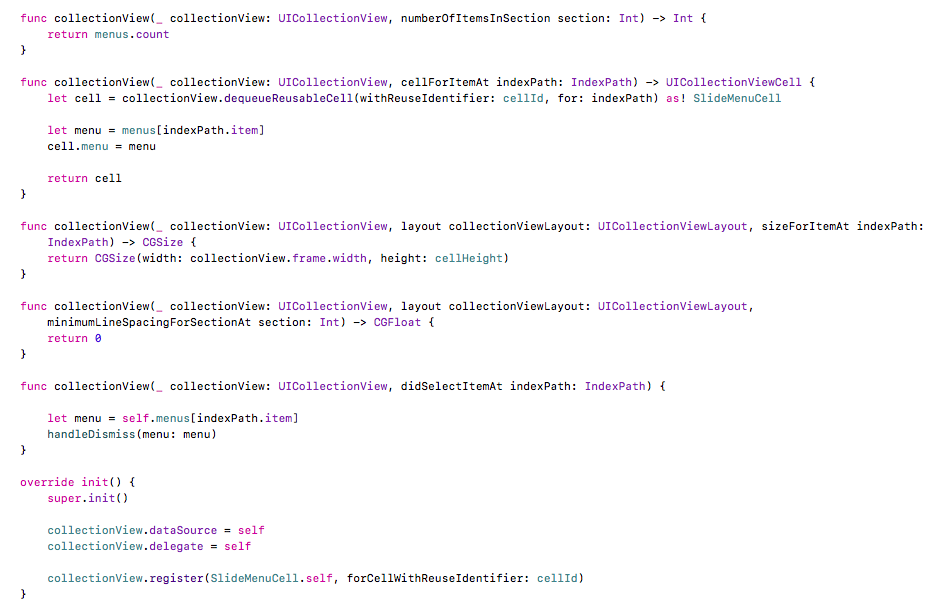 func collectionView(_ collectionView: UICollectionView, numberOfItemsInSection section: Int) -> Int {
    return menus.count
}

func collectionView(_ collectionView: UICollectionView, cellForItemAt indexPath: IndexPath) -> UICollectionViewCell {
    let cell = collectionView.dequeueReusableCell(withReuseIdentifier: cellId, for: indexPath) as! SlideMenuCell

    let menu = menus[indexPath.item]
    cell.menu = menu

    return cell
}

func collectionView(_ collectionView: UICollectionView, layout collectionViewLayout: UICollectionViewLayout, sizeForItemAt indexPath:
    IndexPath) -> CGSize {
    return CGSize(width: collectionView.frame.width, height: cellHeight)
}

func collectionView(_ collectionView: UICollectionView, layout collectionViewLayout: UICollectionViewLayout,
    minimumLineSpacingForSectionAt section: Int) -> CGFloat {
    return 0
}

func collectionView(_ collectionView: UICollectionView, didSelectItemAt indexPath: IndexPath) {

    let menu = self.menus[indexPath.item]
    handleDismiss(menu: menu)
}

override init() {
    super.init()

    collectionView.dataSource = self
    collectionView.delegate = self

    collectionView.register(SlideMenuCell.self, forCellWithReuseIdentifier: cellId)
}